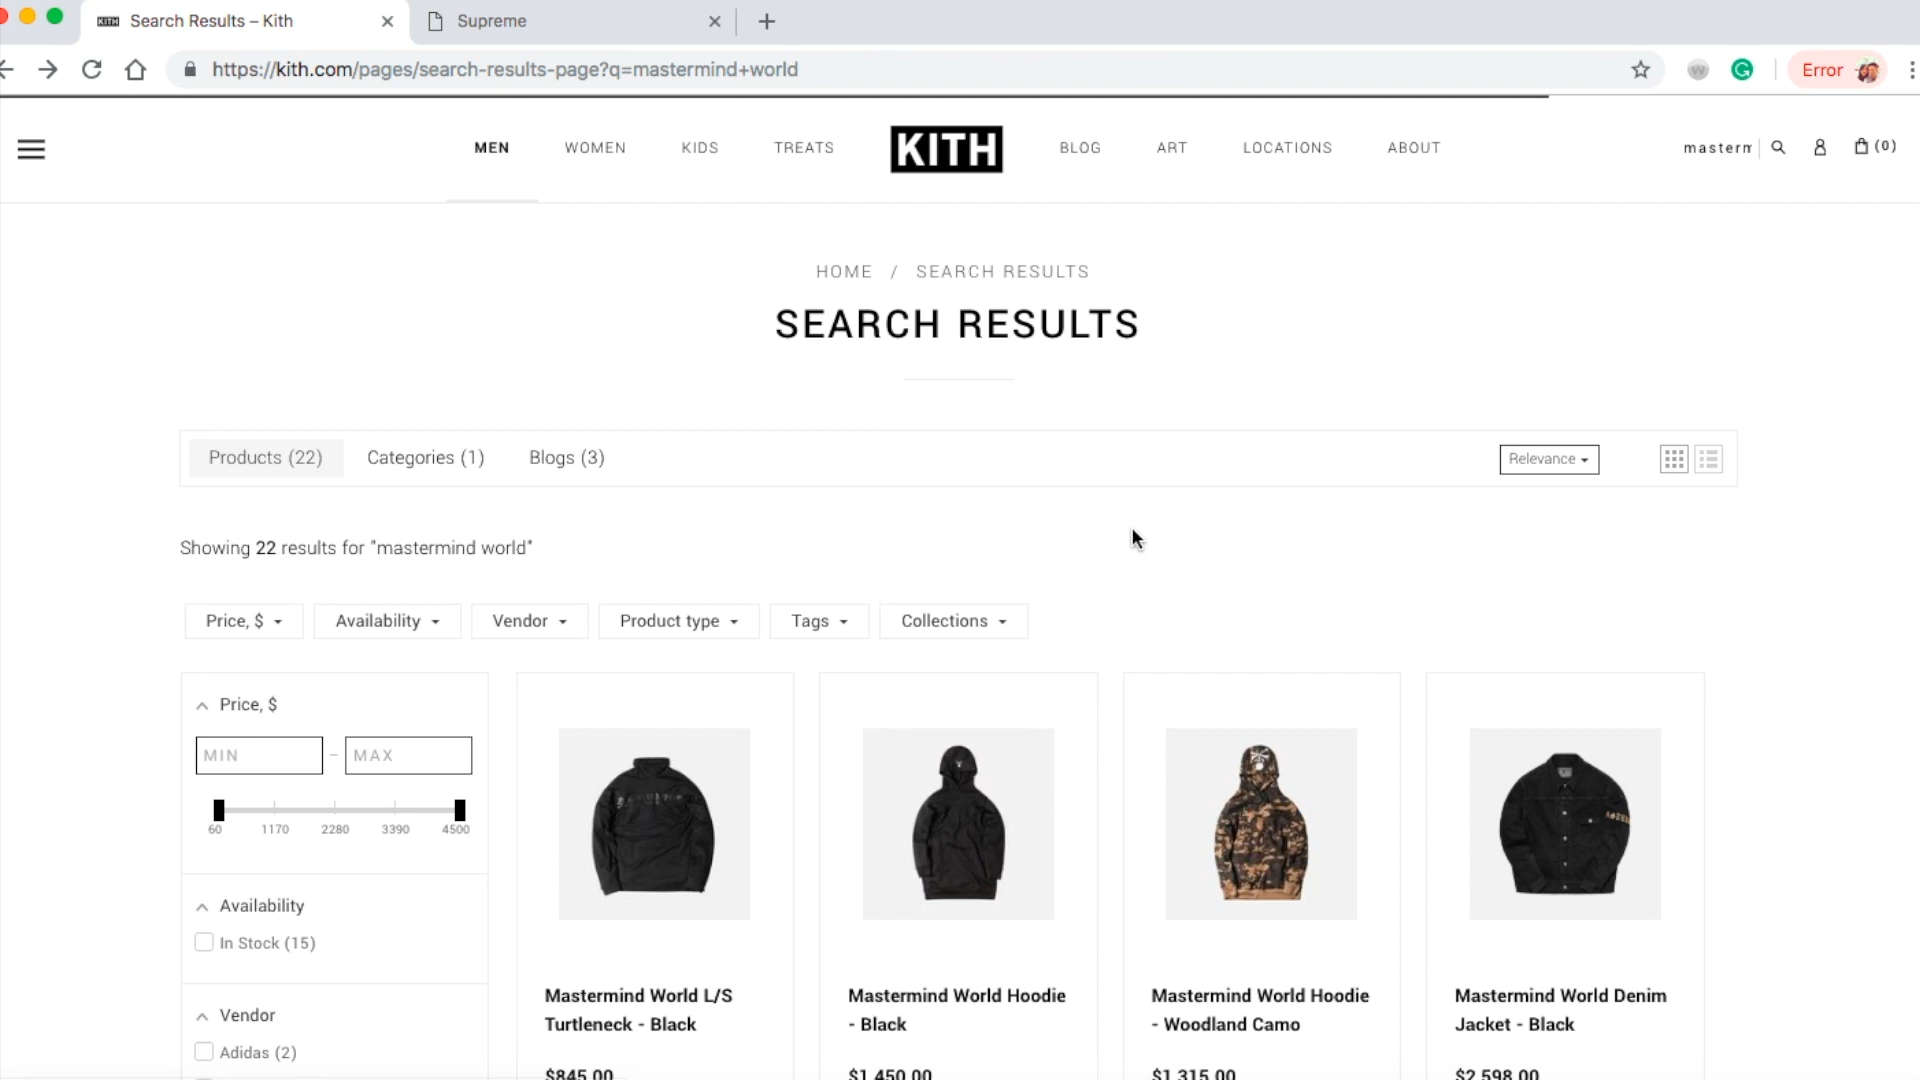 KITH Search Results – Kith
Supreme
https://kith.com/pages/search-results-page?q=mastermind+world
Error
MEN WOMEN KIDS TREATS KITH BLOG ART LOCATIONS ABOUT
(0)
HOME / SEARCH RESULTS
SEARCH RESULTS
Products (22) Categories (1) Blogs (3)
Relevance
Showing 22 results for "mastermind world"
Price, $ Availability Vendor Product type Tags Collections
Price, $
MIN – MAX
60 1170 2280 3390 4500
Availability
In Stock (15)
Vendor
Adidas (2)
Mastermind World L/S
Turtleneck - Black
$845.00
Mastermind World Hoodie
- Black
$1,450.00
Mastermind World Hoodie
- Woodland Camo
$1,315.00
Mastermind World Denim
Jacket - Black
$2,598.00